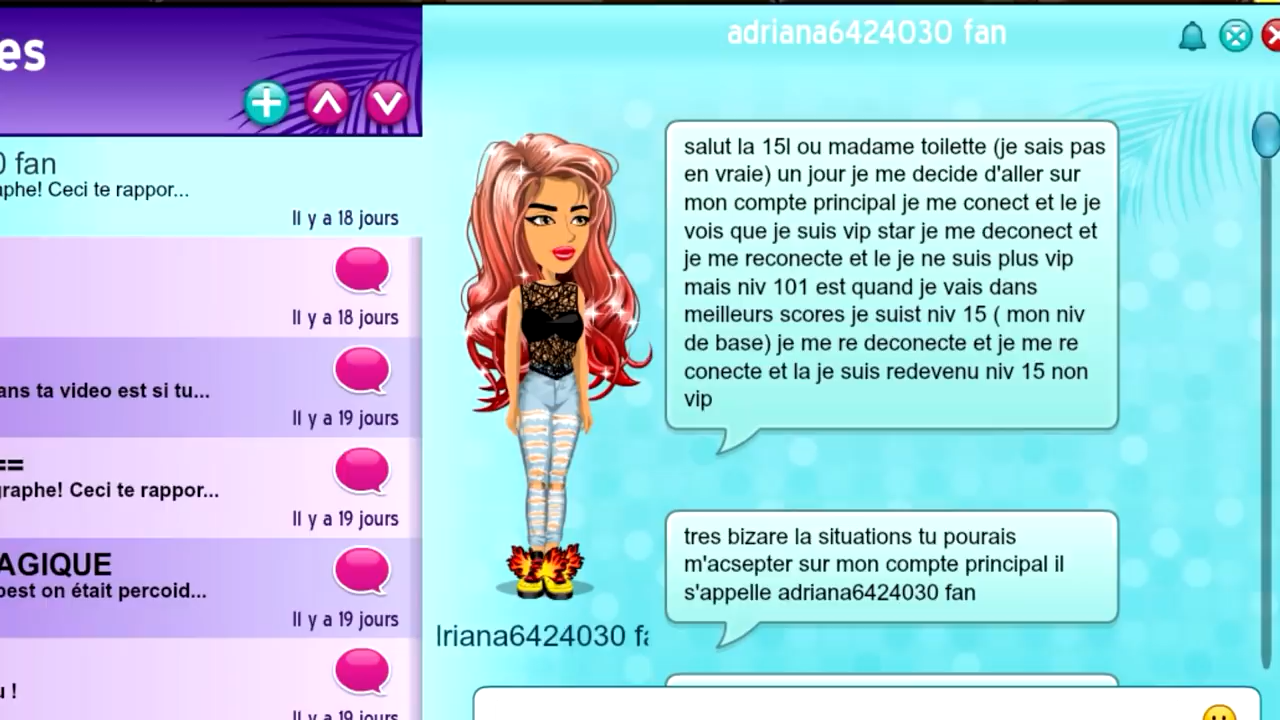 es
adriana6424030 fan
0 fan
aphe! Ceci te rappor...
Il y a 18 jours
Il y a 18 jours
ans ta video est si tu...
Il y a 19 jours
==
graphe! Ceci te rappor...
Il y a 19 jours
AGIQUE
pest on était percoid...
Il y a 19 jours
u !
Il y a 19 jours
lriana6424030 fa
salut la 15l ou madame toilette (je sais pas
en vraie) un jour je me decide d'aller sur
mon compte principal je me conect et le je
vois que je suis vip star je me deconect et
je me reconecte et le je ne suis plus vip
mais niv 101 est quand je vais dans
meilleurs scores je suist niv 15 ( mon niv
de base) je me re deconecte et je me re
conecte et la je suis redevenu niv 15 non
vip
tres bizare la situations tu pourais
m'acsepter sur mon compte principal il
s'appelle adriana6424030 fan